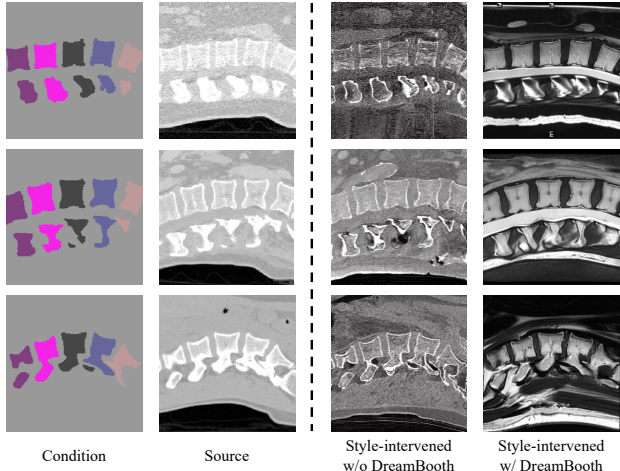 E
Condition
Source
Style-intervened
w/o DreamBooth
Style-intervened
w/ DreamBooth